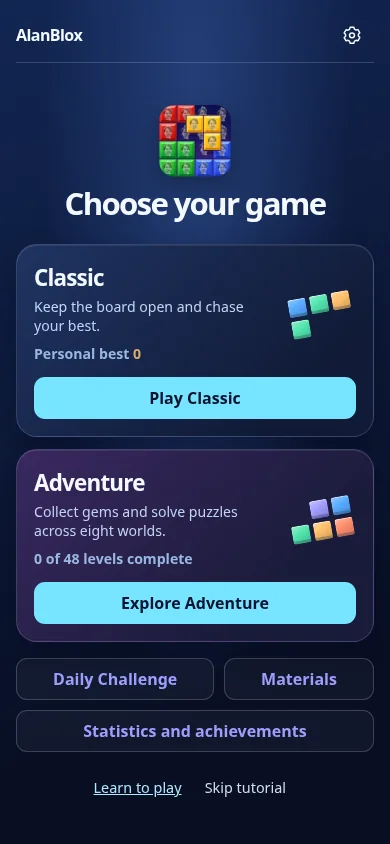 AlanBlox
Choose your game
Classic
Keep the board open and chase
your best.
Personal best 0
Play Classic
Adventure
Collect gems and solve puzzles
across eight worlds.
0 of 48 levels complete
Explore Adventure
Daily Challenge
Materials
Statistics and achievements
Learn to play
Skip tutorial